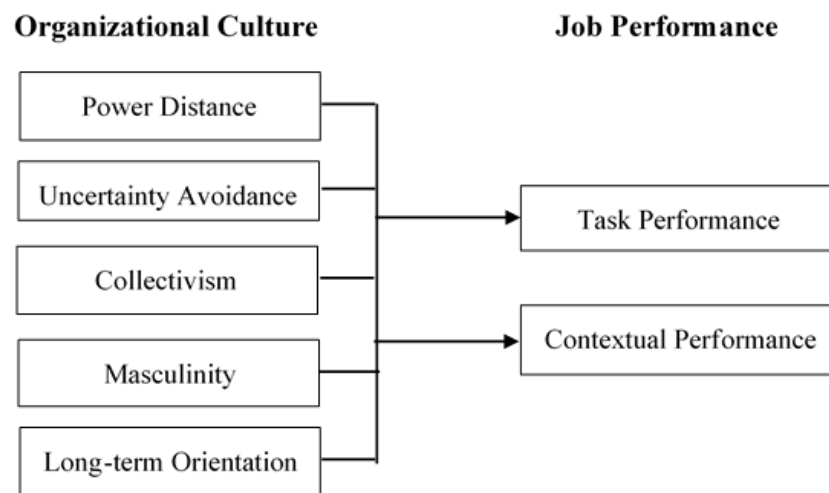 Organizational Culture
Job Performance
Power Distance
Uncertainty Avoidance
Collectivism
Masculinity
Long-term Orientation
Task Performance
Contextual Performance